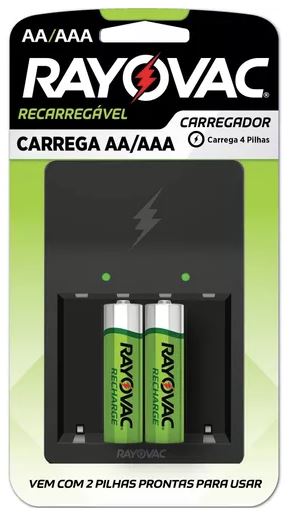 AA/AAA
RAYOVAC
RECARREGÁVEL
CARREGADOR
CARREGA AA/AAA
Carrega 4 Pilhas
RAYOVAC
RECHARGE
RAYOVAC
RECHARGE
RAYOVAC
VEM COM 2 PILHAS PRONTAS PARA USAR